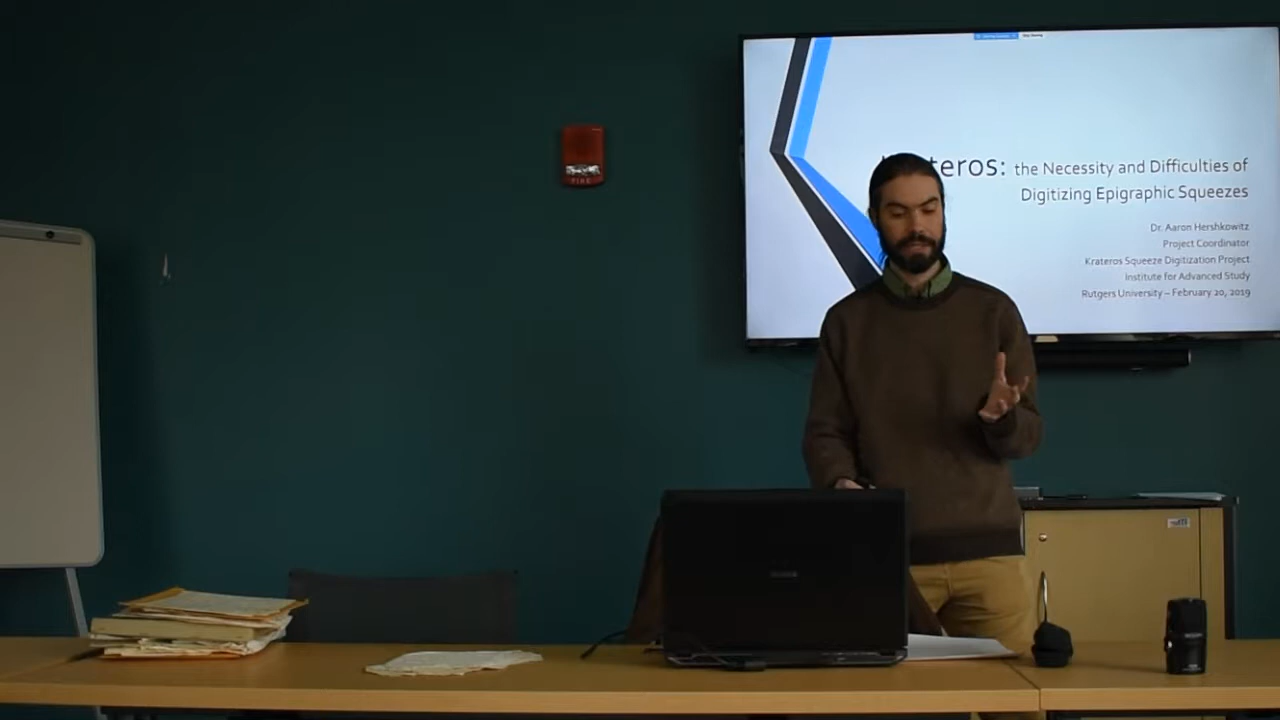 FIRE
teros: the Necessity and Difficulties of
Digitizing Epigraphic Squeezes
Dr. Aaron Hershkowitz
Project Coordinator
Krateros Squeeze Digitization Project
Institute for Advanced Study
Rutgers University – February 20, 2019